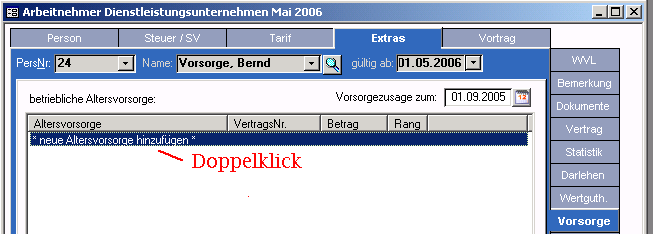 Arbeitnehmer Dienstleistungsunternehmen Mai 2006
Person Steuer / SV Tarif Extras Vortrag
PersNr: 24 Name: Vorsorge, Bernd gültig ab: 01.05.2006
WVL
betriebliche Altersvorsorge: Vorsorgezusage zum: 01.09.2005 12
Bemerkung
Dokumente
Altersvorsorge VertragsNr. Betrag Rang
Vertrag
* neue Altersvorsorge hinzufügen *
Doppelklick
Statistik
Darlehen
Wertguth.
Vorsorge